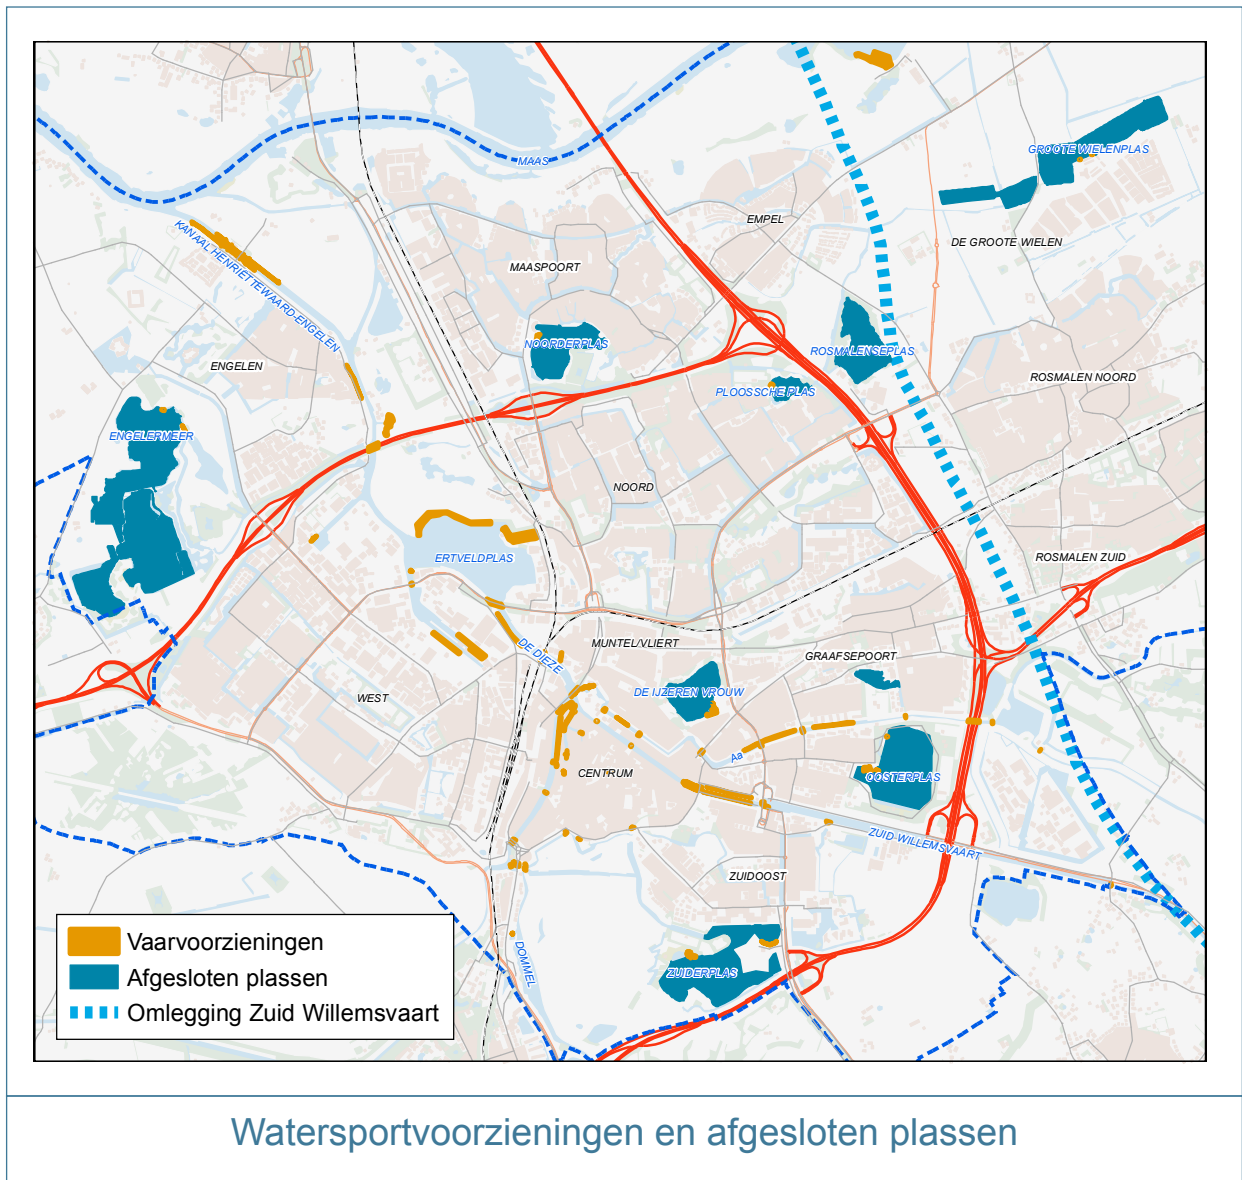 MAAS
GROOTE WIELENPLAS
KANAAL HENRIETTEWAARD-ENGELEN
EMPEL
DE GROOTE WIELEN
MAASPOORT
NOORDERPLAS
ROSMALENSEPLAS
ENGELEN
PLOOSSCHE PLAS
ROSMALEN NOORD
ENGELERMEER
NOORD
ERTVELDPLAS
ROSMALEN ZUID
DE DIEZE
MUNTEL/VLIERT
GRAAFSEPOORT
WEST
DE IJZEREN VROUW
Aa
CENTRUM
OOSTERPLAS
ZUID-WILLEMSVAART
ZUIDOOST
DOMMEL
ZUIDERPLAS
Vaarvoorzieningen
Afgesloten plassen
Omlegging Zuid Willemsvaart
Watersportvoorzieningen en afgesloten plassen